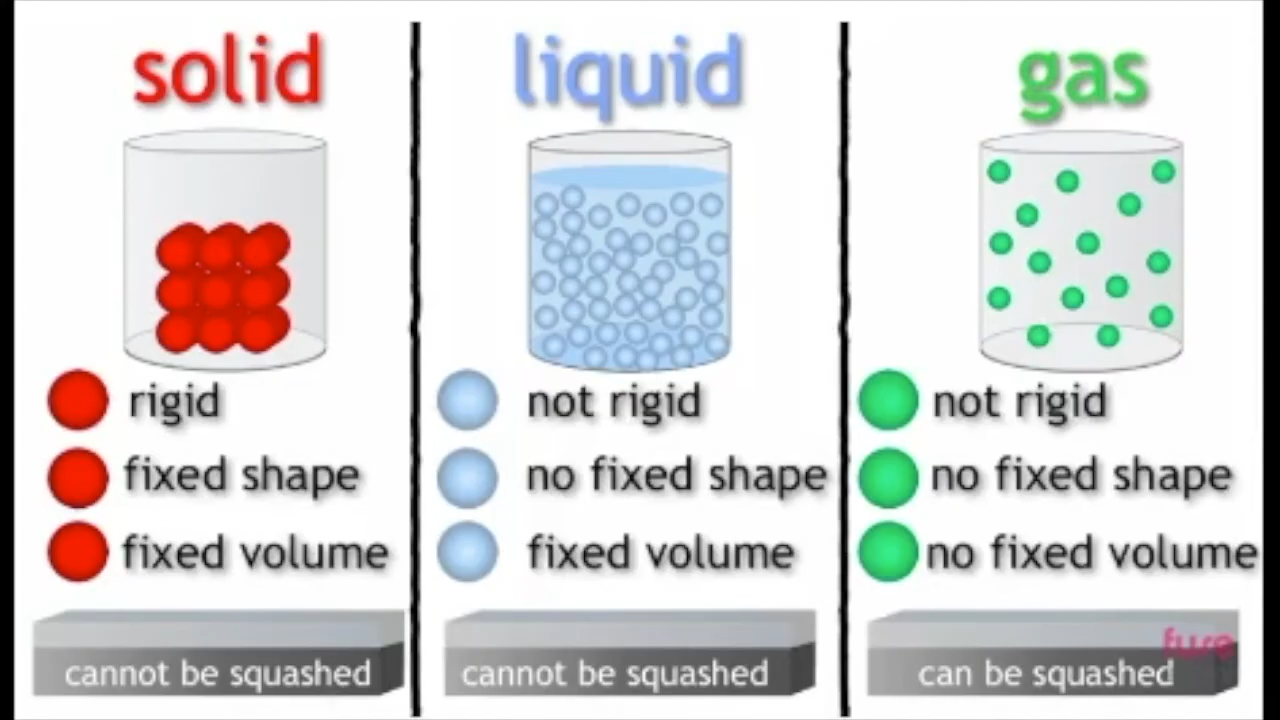 solid
rigid
fixed shape
fixed volume
cannot be squashed
liquid
not rigid
no fixed shape
fixed volume
cannot be squashed
gas
not rigid
no fixed shape
no fixed volume
can be squashed
fuse